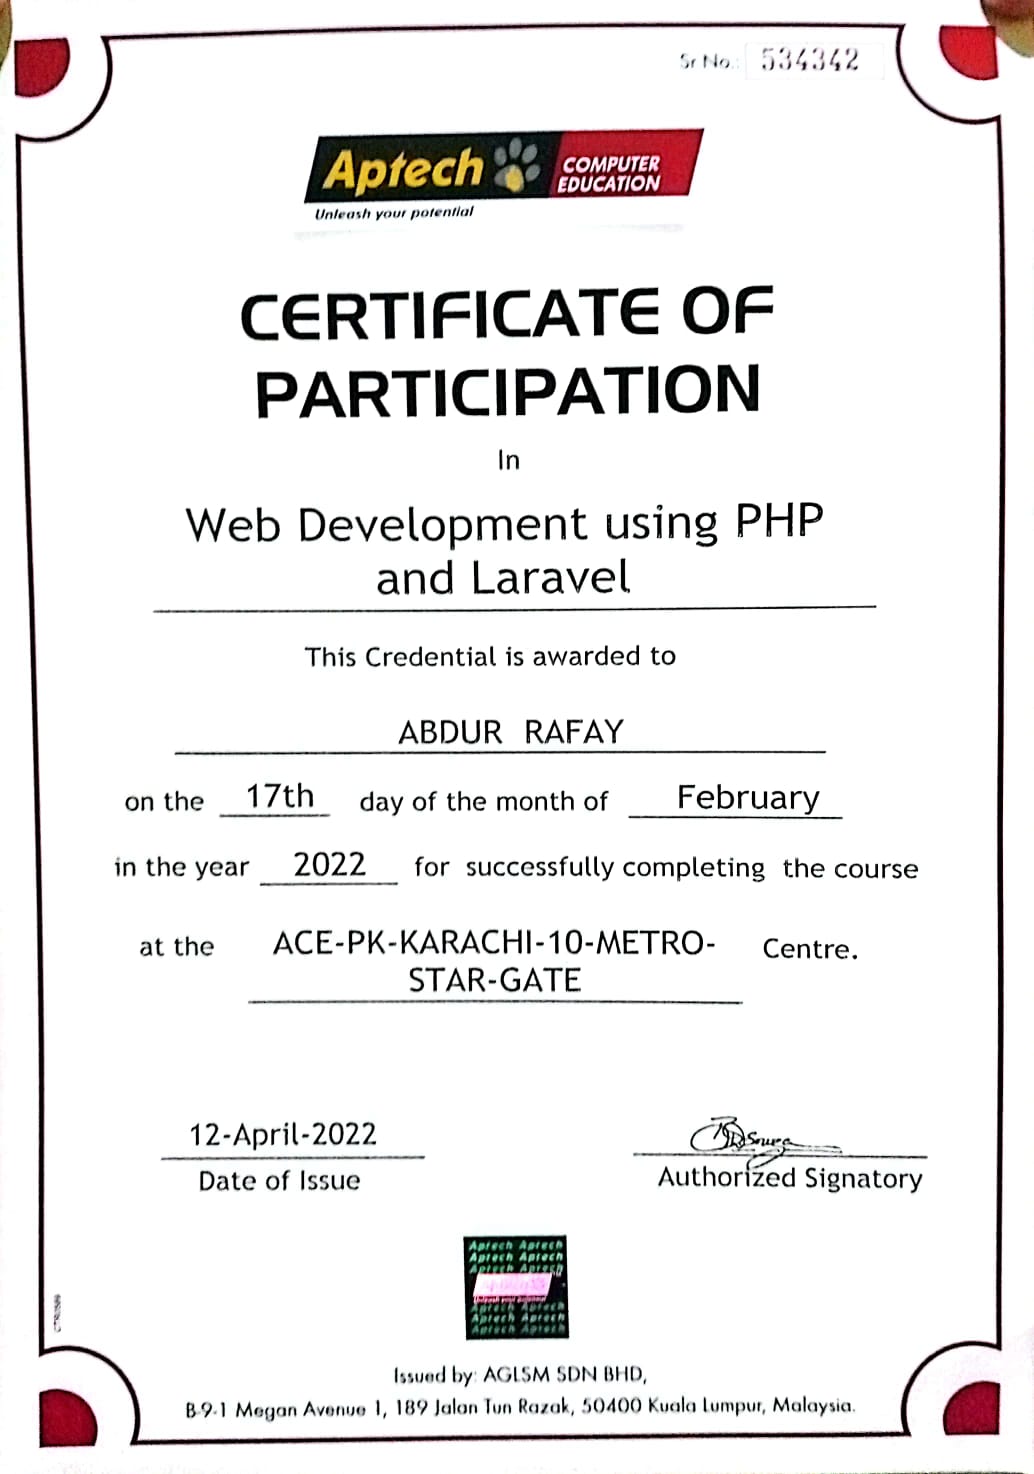 Sr No.: 534342
Aptech COMPUTER EDUCATION
Unleash your potential
CERTIFICATE OF
PARTICIPATION
In
Web Development using PHP
and Laravel
This Credential is awarded to
ABDUR RAFAY
on the 17th day of the month of February
in the year 2022 for successfully completing the course
at the ACE-PK-KARACHI-10-METRO- Centre.
STAR-GATE
12-April-2022
Date of Issue
Authorized Signatory
Aptech Aptech
Aptech Aptech
Aptech Aptech
Aptech Aptech
Aptech Aptech
Aptech Aptech
Issued by: AGLSM SDN BHD,
B-9-1 Megan Avenue 1, 189 Jalan Tun Razak, 50400 Kuala Lumpur, Malaysia.